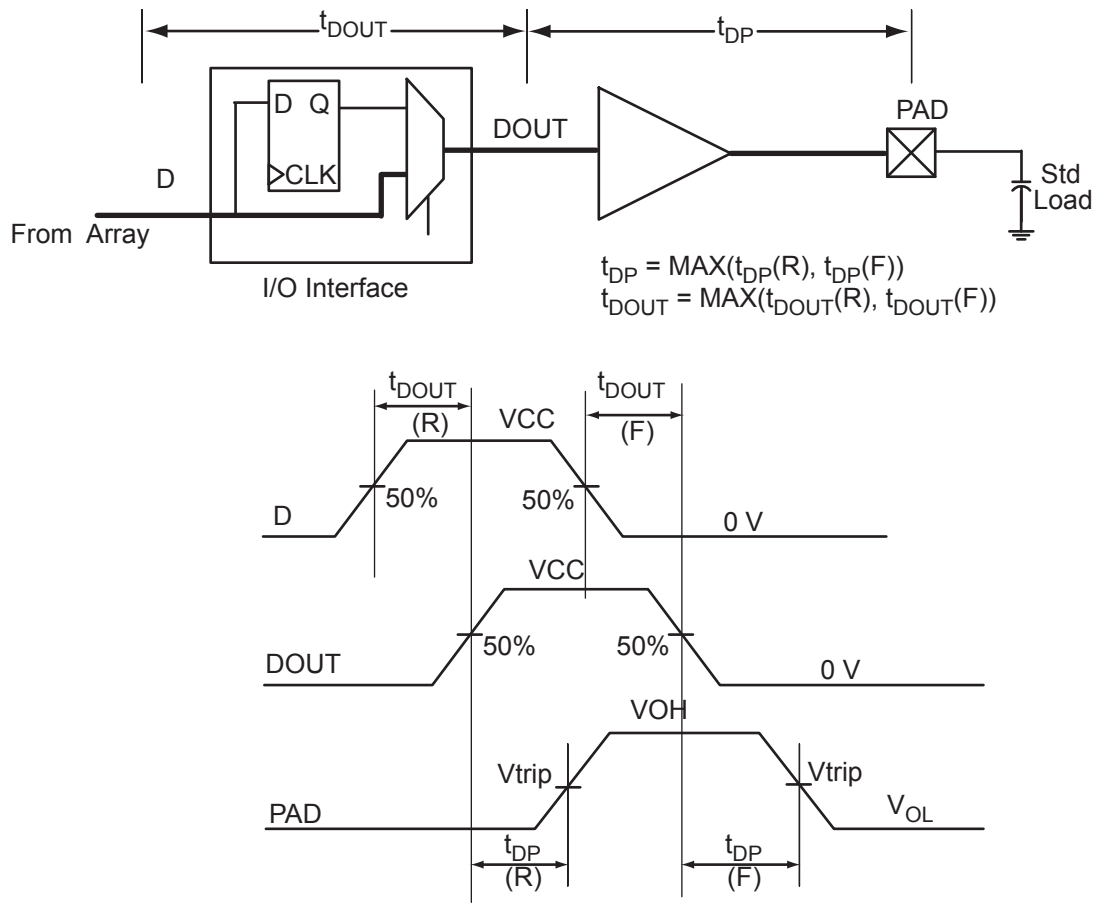 tDOUT
tDP
D Q
CLK
DOUT
PAD
D
From Array
Std
Load
I/O Interface
tDP = MAX(tDP(R), tDP(F))
tDOUT = MAX(tDOUT(R), tDOUT(F))
tDOUT
(R)
VCC
tDOUT
(F)
50%
50%
D
0 V
VCC
50%
50%
DOUT
0 V
VOH
Vtrip
Vtrip
PAD
VOL
tDP
(R)
tDP
(F)